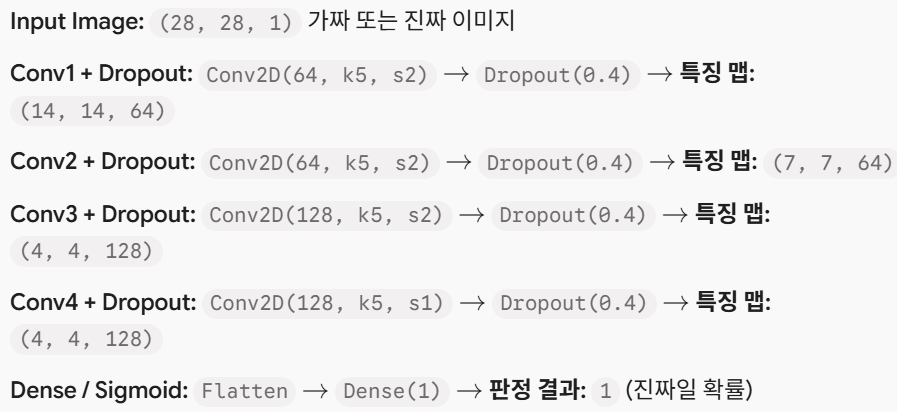 Input Image: (28, 28, 1) 가짜 또는 진짜 이미지
Conv1 + Dropout: Conv2D(64, k5, s2) → Dropout(0.4) → 특징 맵:
(14, 14, 64)
Conv2 + Dropout: Conv2D(64, k5, s2) → Dropout(0.4) → 특징 맵: (7, 7, 64)
Conv3 + Dropout: Conv2D(128, k5, s2) → Dropout(0.4) → 특징 맵:
(4, 4, 128)
Conv4 + Dropout: Conv2D(128, k5, s1) → Dropout(0.4) → 특징 맵:
(4, 4, 128)
Dense / Sigmoid: Flatten → Dense(1) → 판정 결과: 1 (진짜일 확률)